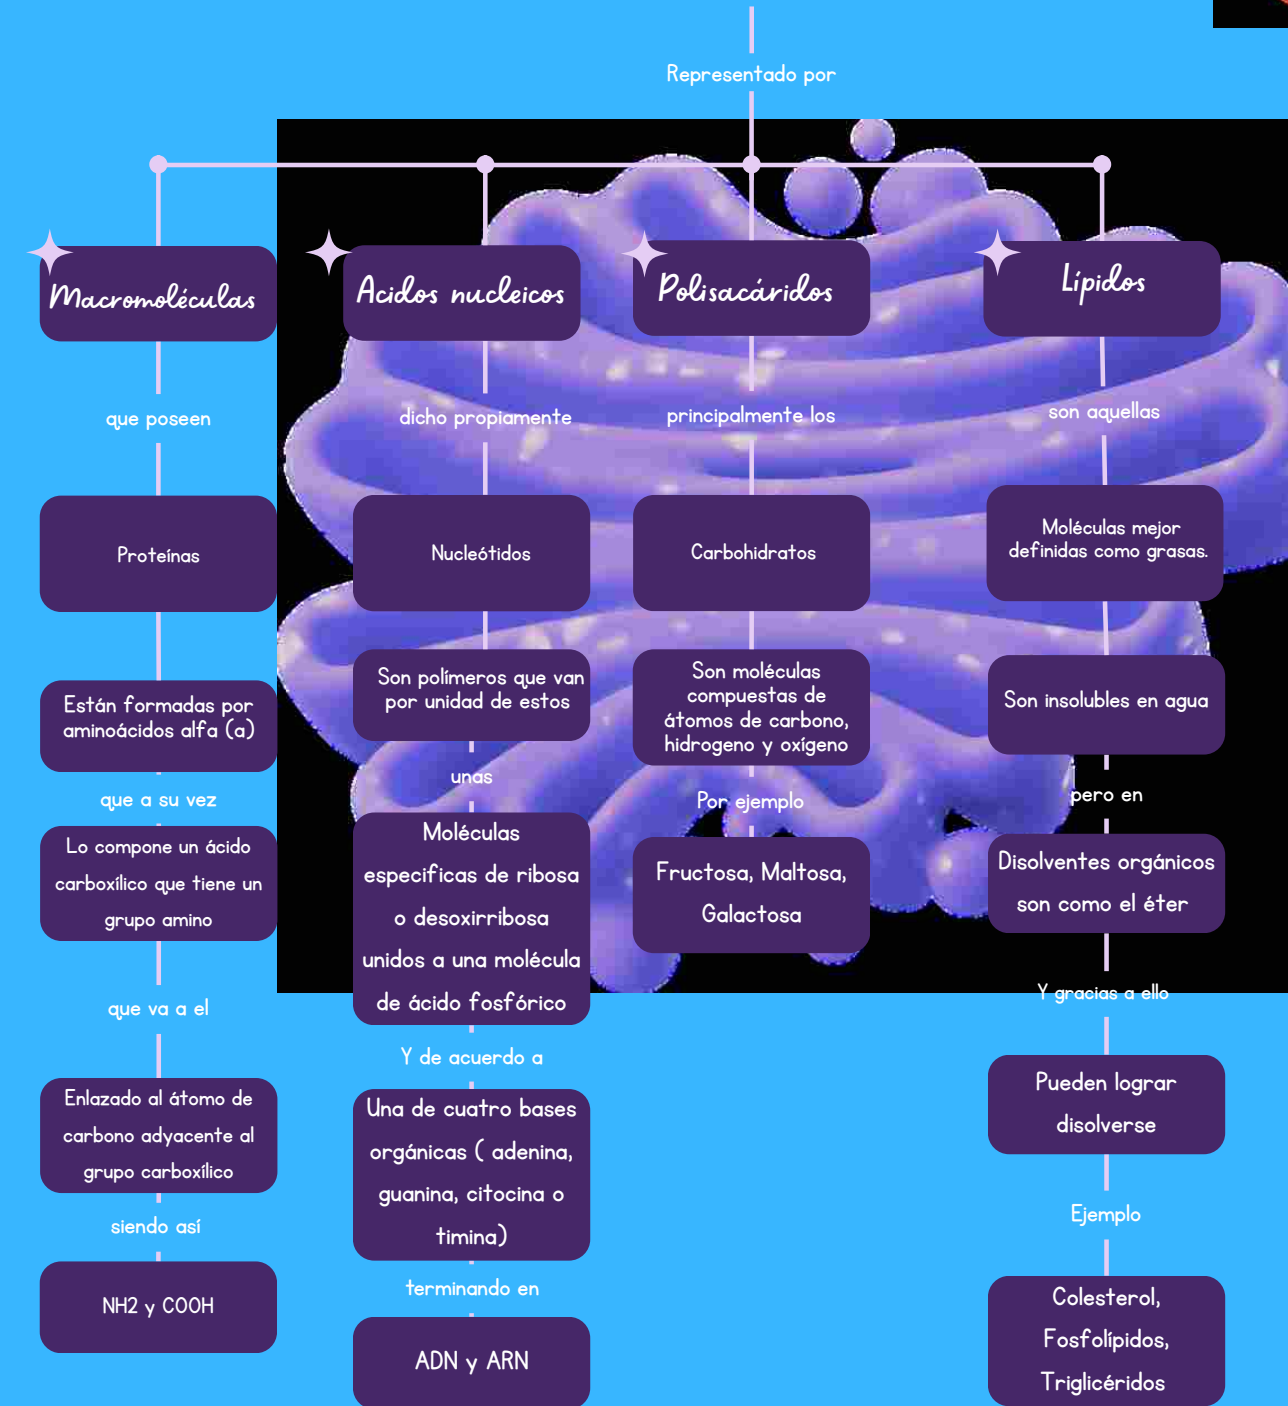 Representado por
Macromoléculas
que poseen
Proteínas
Están formadas por
aminoácidos alfa (a)
que a su vez
Lo compone un ácido
carboxílico que tiene un
grupo amino
que va a el
Enlazado al átomo de
carbono adyacente al
grupo carboxílico
siendo así
NH2 y COOH
Acidos nucleicos
dicho propiamente
Nucleótidos
Son polímeros que van
por unidad de estos
unas
Moléculas
especificas de ribosa
o desoxirribosa
unidos a una molécula
de ácido fosfórico
Y de acuerdo a
Una de cuatro bases
orgánicas ( adenina,
guanina, citocina o
timina)
terminando en
ADN y ARN
Polisacáridos
principalmente los
Carbohidratos
Son moléculas
compuestas de
átomos de carbono,
hidrogeno y oxígeno
Por ejemplo
Fructosa, Maltosa,
Galactosa
Lípidos
son aquellas
Moléculas mejor
definidas como grasas.
Son insolubles en agua
pero en
Disolventes orgánicos
son como el éter
Y gracias a ello
Pueden lograr
disolverse
Ejemplo
Colesterol,
Fosfolípidos,
Triglicéridos